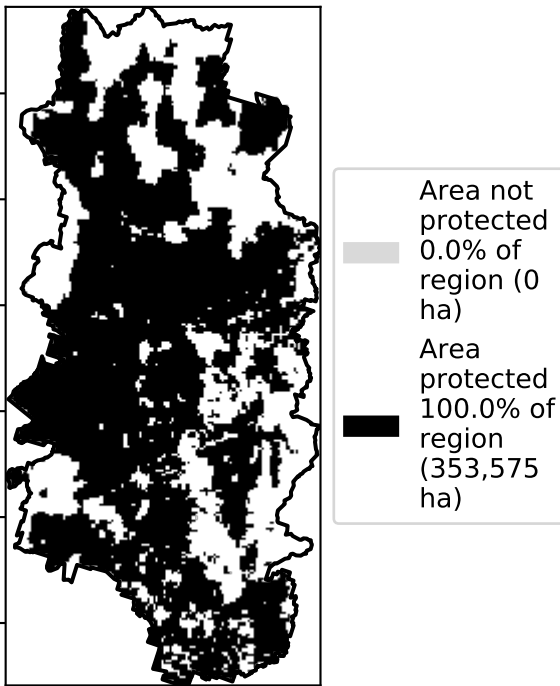 Area not
protected
0.0% of
region (0
ha)
Area
protected
100.0% of
region
(353,575
ha)